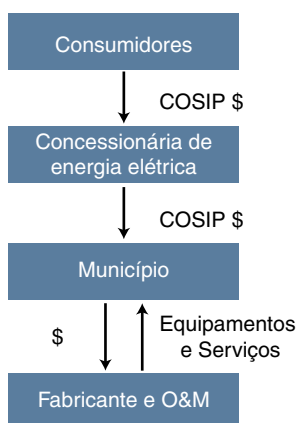 Consumidores
COSIP $
Concessionária de
energia elétrica
COSIP $
Município
$
Equipamentos
e Serviços
Fabricante e O&M